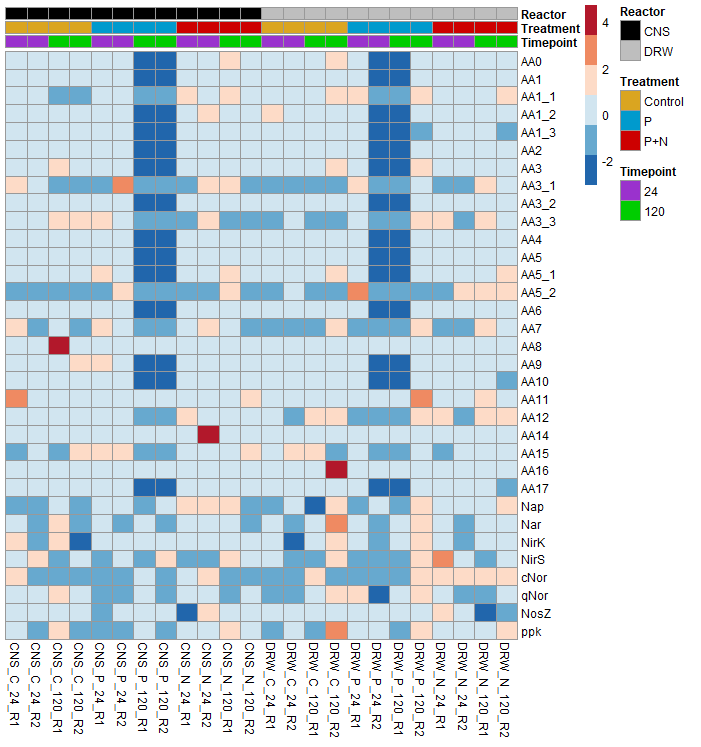 Reactor
Treatment
Timepoint
AA0
AA1
AA1_1
AA1_2
AA1_3
AA2
AA3
AA3_1
AA3_2
AA3_3
AA4
AA5
AA5_1
AA5_2
AA6
AA7
AA8
AA9
AA10
AA11
AA12
AA14
AA15
AA16
AA17
Nap
Nar
NirK
NirS
cNor
qNor
NosZ
ppk
CNS_C_24_R1
CNS_C_24_R2
CNS_C_120_R1
CNS_C_120_R2
CNS_P_24_R1
CNS_P_24_R2
CNS_P_120_R1
CNS_P_120_R2
CNS_N_24_R1
CNS_N_24_R2
CNS_N_120_R1
CNS_N_120_R2
DRW_C_24_R1
DRW_C_24_R2
DRW_C_120_R1
DRW_C_120_R2
DRW_P_24_R1
DRW_P_24_R2
DRW_P_120_R1
DRW_P_120_R2
DRW_N_24_R1
DRW_N_24_R2
DRW_N_120_R1
DRW_N_120_R2
4
2
0
-2
Reactor
CNS
DRW
Treatment
Control
P
P+N
Timepoint
24
120